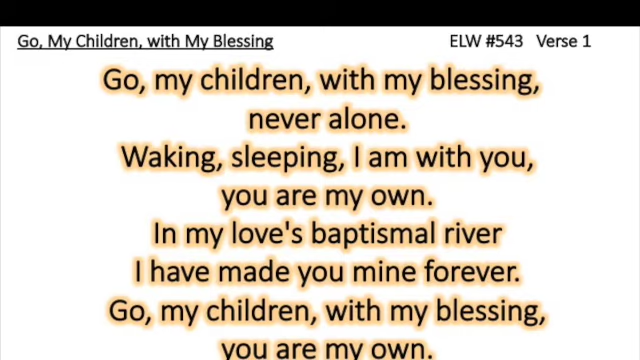 Go, My Children, with My Blessing ELW #543 Verse 1
Go, my children, with my blessing,
never alone.
Waking, sleeping, I am with you,
you are my own.
In my love's baptismal river
I have made you mine forever.
Go, my children, with my blessing,
you are my own.